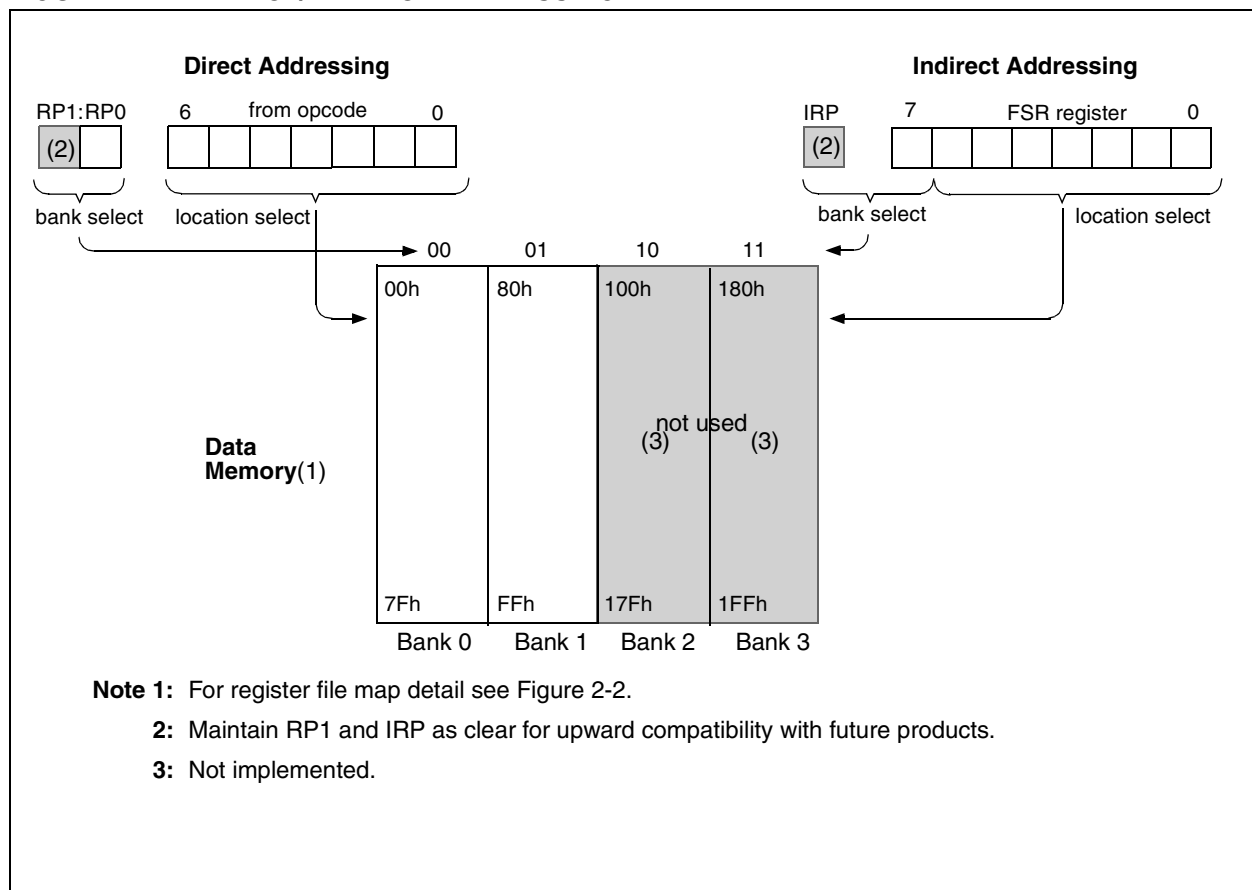 Direct Addressing
Indirect Addressing
RP1:RP0
6
from opcode
0
IRP
7
FSR register
0
(2)
(2)
bank select
location select
bank select
location select
00
01
10
11
00h
80h
100h
180h
not used
(3)
(3)
Data
Memory(1)
7Fh
FFh
17Fh
1FFh
Bank 0
Bank 1
Bank 2
Bank 3
Note 1: For register file map detail see Figure 2-2.
2: Maintain RP1 and IRP as clear for upward compatibility with future products.
3: Not implemented.